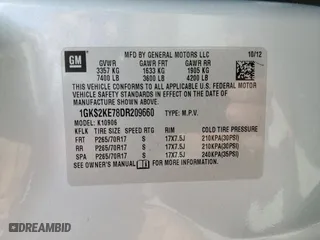 GM
MFD BY GENERAL MOTORS LLC
10/12
GVWR GAWR FRT GAWR RR
3357 KG 1633 KG 1905 KG
7400 LB 3600 LB 4200 LB
THIS VEHICLE CONFORMS TO ALL APPLICABLE U.S.
FEDERAL MOTOR VEHICLE SAFETY STANDARDS IN
EFFECT ON THE DATE OF MANUFACTURE SHOWN ABOVE.
1GKS2KE78DR209660
TYPE: M.P.V.
MODEL: K10906
KFLK TIRE SIZE SPEED RTG RIM COLD TIRE PRESSURE
FRT P265/70R17 S 17X7.5J 210KPA(30PSI)
RR P265/70R17 S 17X7.5J 210KPA(30PSI)
SPA P265/70R17 S 17X7.5J 240KPA(35PSI)
SEE OWNER'S MANUAL FOR MORE INFORMATION
DREAMBID